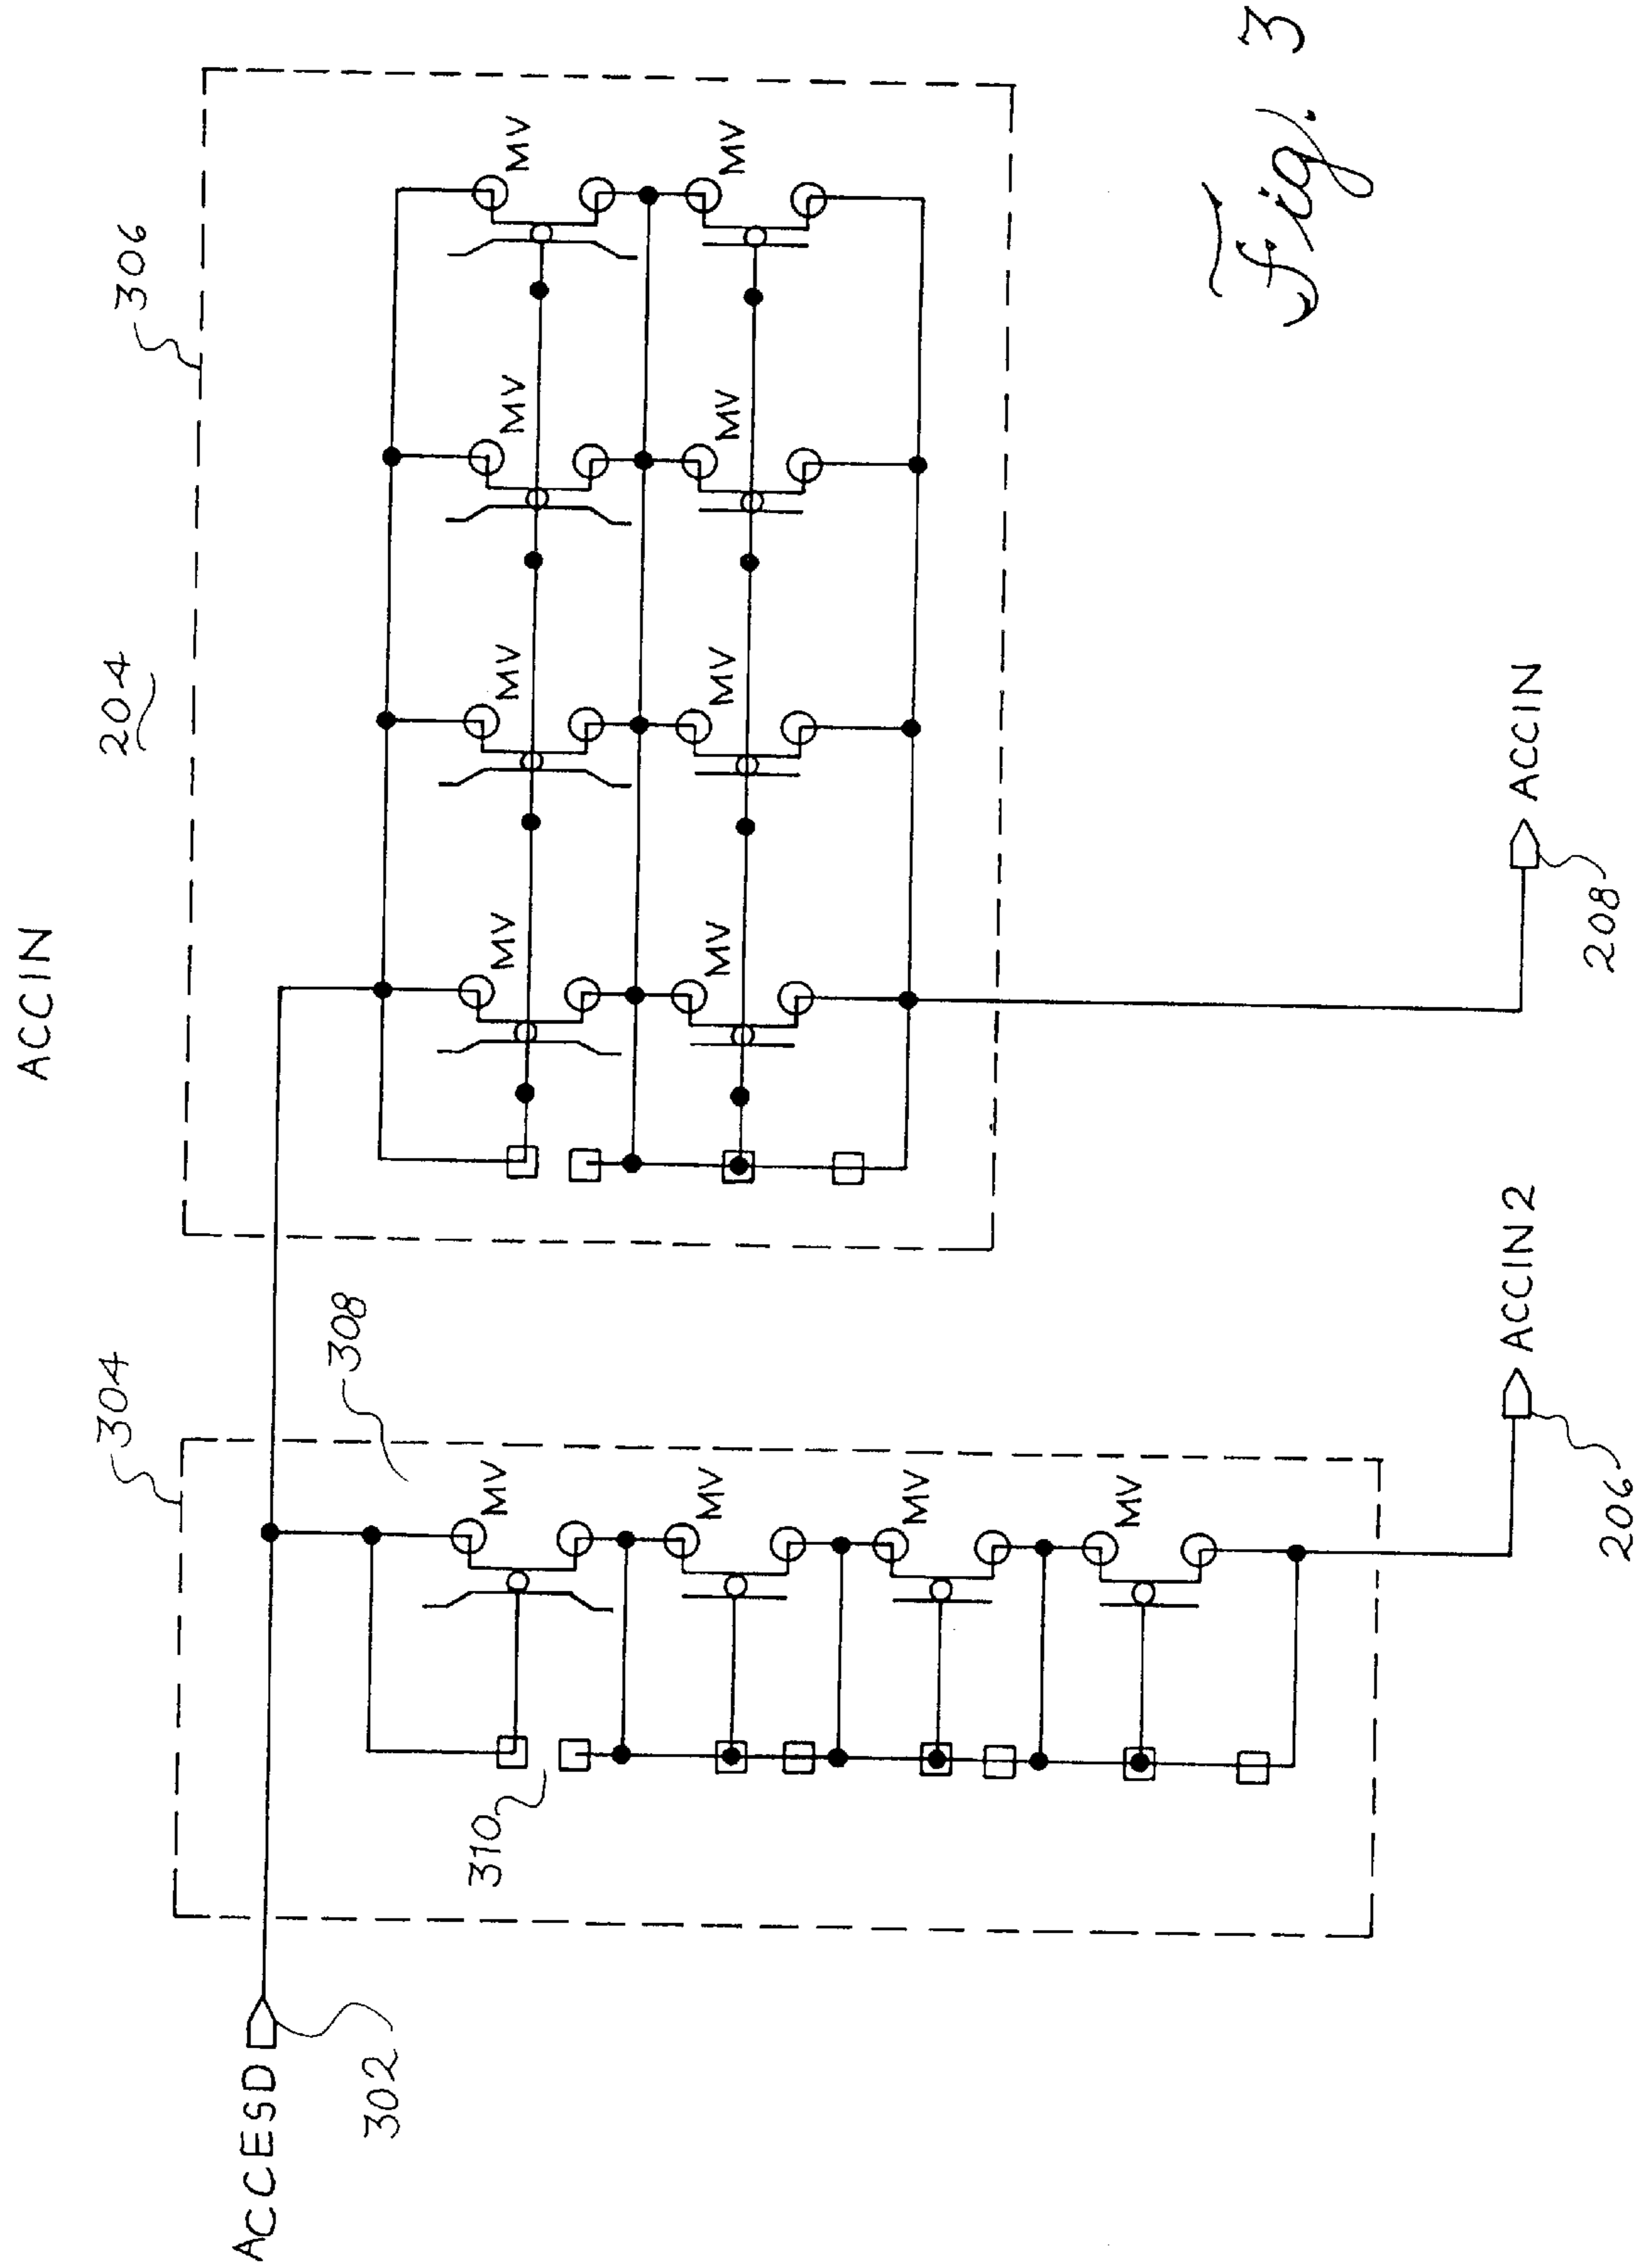 ACCIN
204
304
306
308
MV
MV
MV
MV
MV
MV
MV
MV
MV
MV
MV
MV
310
ACCESD
302
ACCIN2
206
ACCIN
208
Fig. 3